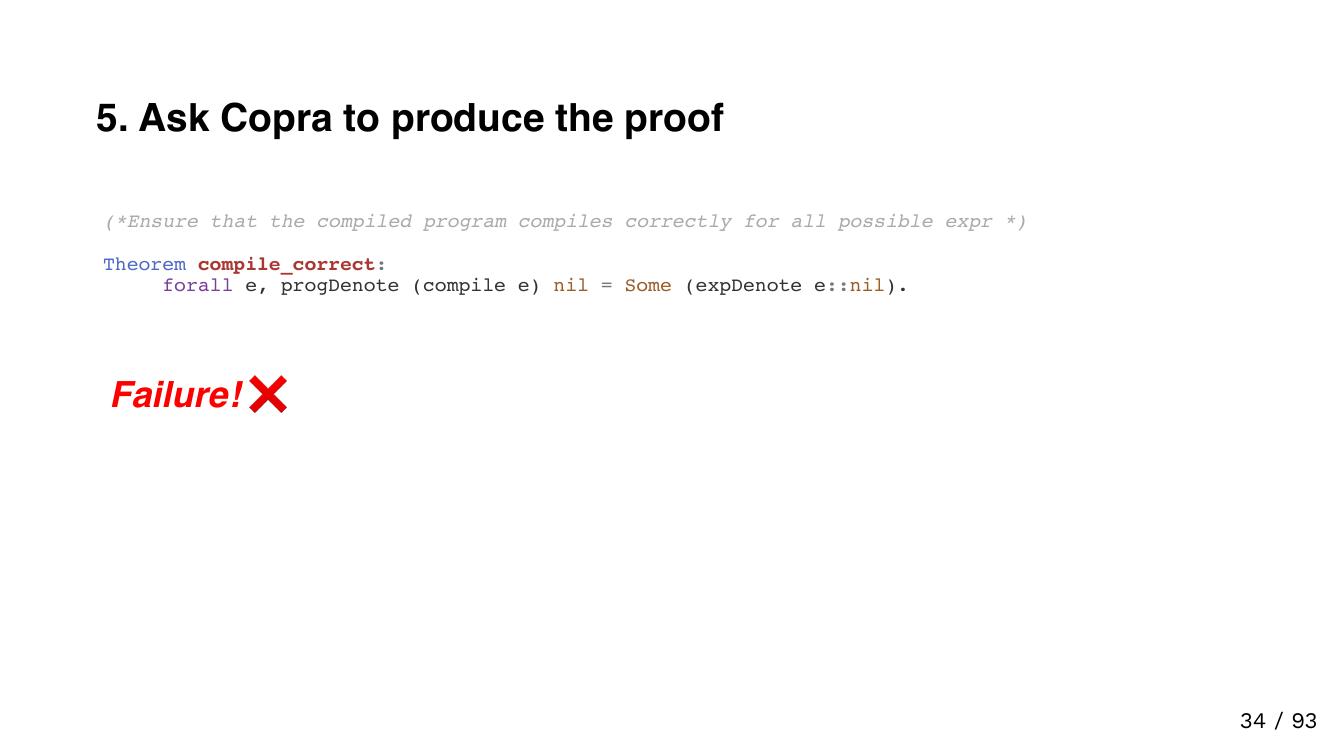 5. Ask Copra to produce the proof
(*Ensure that the compiled program compiles correctly for all possible expr *)
Theorem compile_correct:
forall e, progDenote (compile e) nil = Some (expDenote e::nil).
Failure!❌
34 / 93